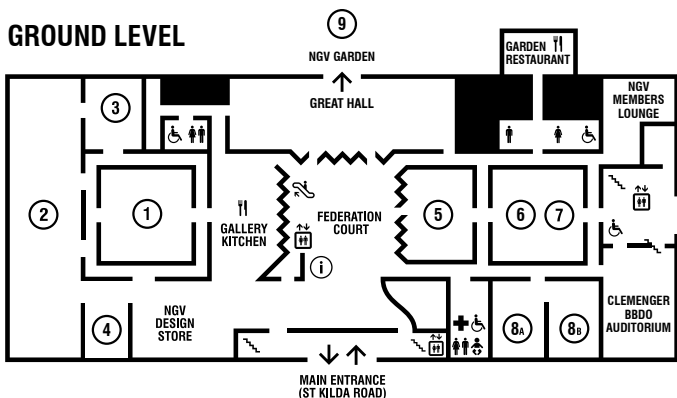 GROUND LEVEL
9
NGV GARDEN
GREAT HALL
GARDEN
RESTAURANT
NGV
MEMBERS
LOUNGE
3
2
1
GALLERY
KITCHEN
FEDERATION
COURT
i
5
6
7
4
NGV
DESIGN
STORE
8A
8B
CLEMENGER
BBDO
AUDITORIUM
MAIN ENTRANCE
(ST KILDA ROAD)